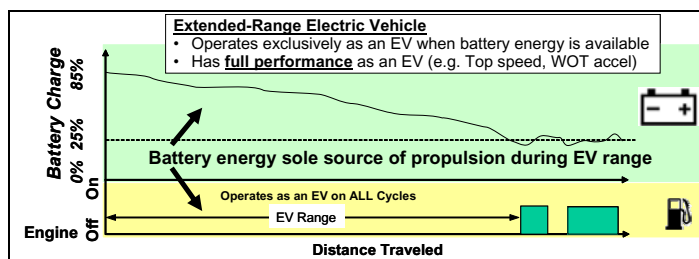 Extended-Range Electric Vehicle
• Operates exclusively as an EV when battery energy is available
• Has full performance as an EV (e.g. Top speed, WOT accel)
Battery Charge
85%
25%
0%
Battery energy sole source of propulsion during EV range
On
Operates as an EV on ALL Cycles
EV Range
Engine
Off
Distance Traveled